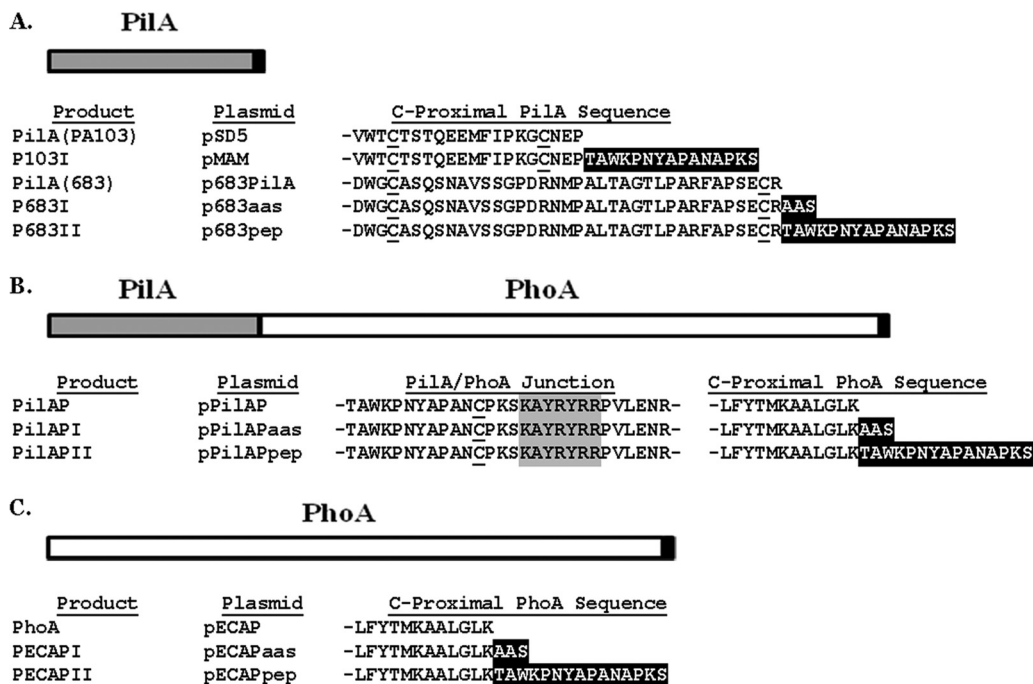 A.
PilA
Product Plasmid C-Proximal PilA Sequence
PilA(PA103) pSD5 -VWTCTSTQEEMFIPKGCNEP
P103I pMAM -VWTCTSTQEEMFIPKGCNEPTAWKPNYAPANAPKS
PilA(683) p683PilA -DWGCASQSNAVSSGPDRNMPALTAGTLPARFAPSECR
P683I p683aas -DWGCASQSNAVSSGPDRNMPALTAGTLPARFAPSECRAAS
P683II p683pep -DWGCASQSNAVSSGPDRNMPALTAGTLPARFAPSECRTAWKPNYAPANAPKS
B.
PilA PhoA
Product Plasmid PilA/PhoA Junction C-Proximal PhoA Sequence
PilAP pPilAP -TAWKPNYAPANCPKSKAYRYRRPVLENR- -LFYTMKAALGLK
PilAPI pPilAPaas -TAWKPNYAPANCPKSKAYRYRRPVLENR- -LFYTMKAALGLKAAS
PilAPII pPilAPpep -TAWKPNYAPANCPKSKAYRYRRPVLENR- -LFYTMKAALGLKTAWKPNYAPANAPKS
C.
PhoA
Product Plasmid C-Proximal PhoA Sequence
PhoA pECAP -LFYTMKAALGLK
PECAPI pECAPaas -LFYTMKAALGLKAAS
PECAPII pECAPpep -LFYTMKAALGLKTAWKPNYAPANAPKS